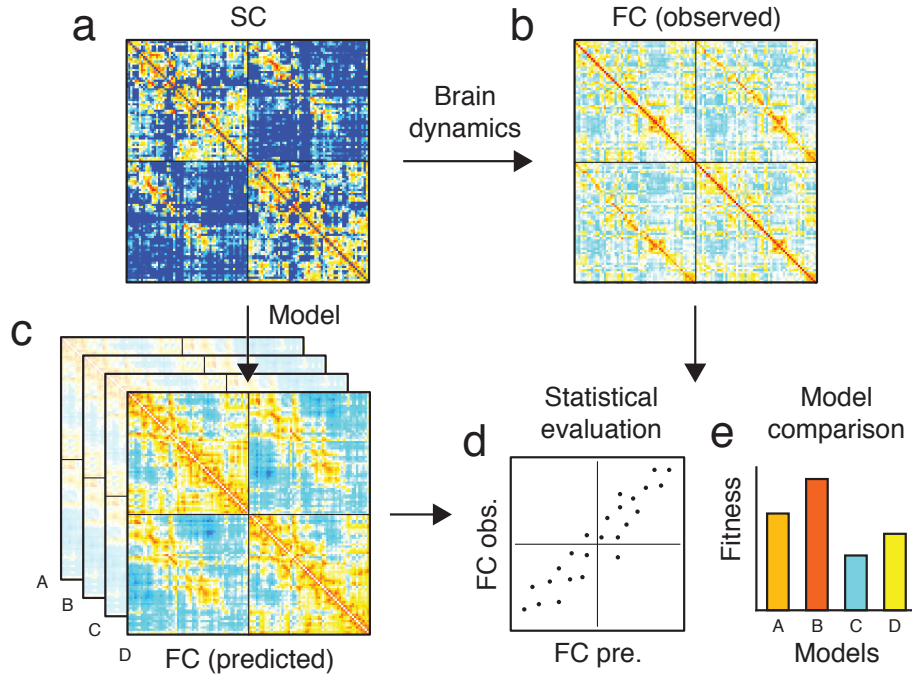 a
SC
b
FC (observed)
Brain
dynamics
c
Model
A
B
C
D
FC (predicted)
d
Statistical
evaluation
FC obs.
FC pre.
e
Model
comparison
Fitness
A B C D
Models